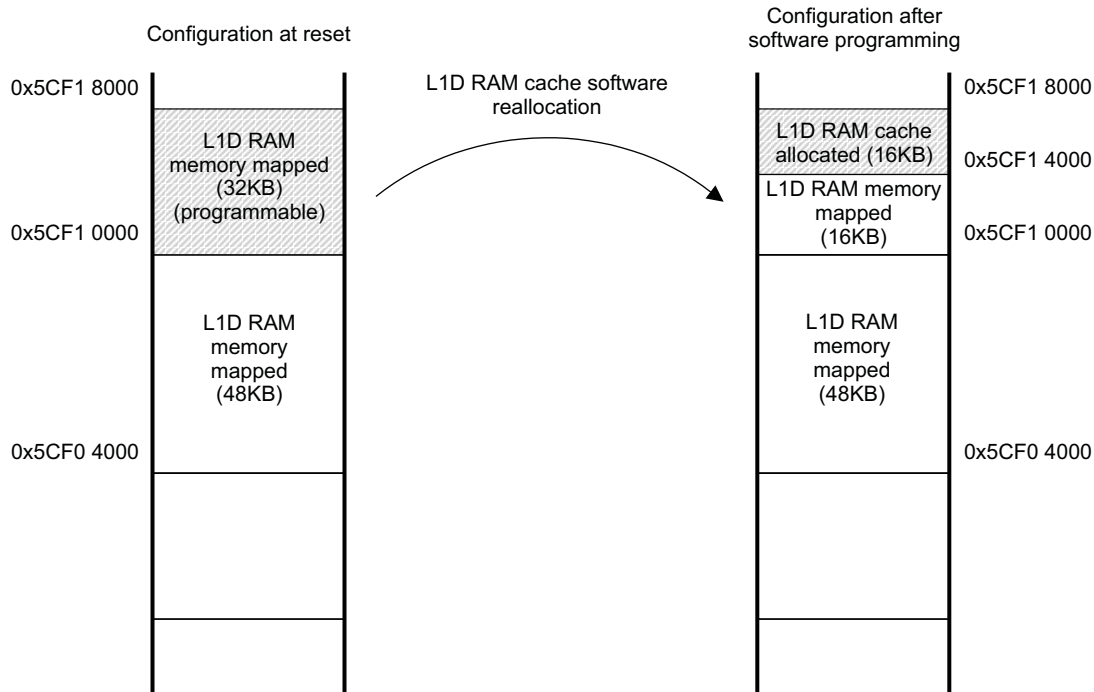 Configuration at reset
Configuration after
software programming
L1D RAM cache software
reallocation
0x5CF1 8000
L1D RAM
memory mapped
(32KB)
(programmable)
0x5CF1 0000
L1D RAM
memory
mapped
(48KB)
0x5CF0 4000
0x5CF1 8000
L1D RAM cache
allocated (16KB)
0x5CF1 4000
L1D RAM memory
mapped
(16KB)
0x5CF1 0000
L1D RAM
memory
mapped
(48KB)
0x5CF0 4000